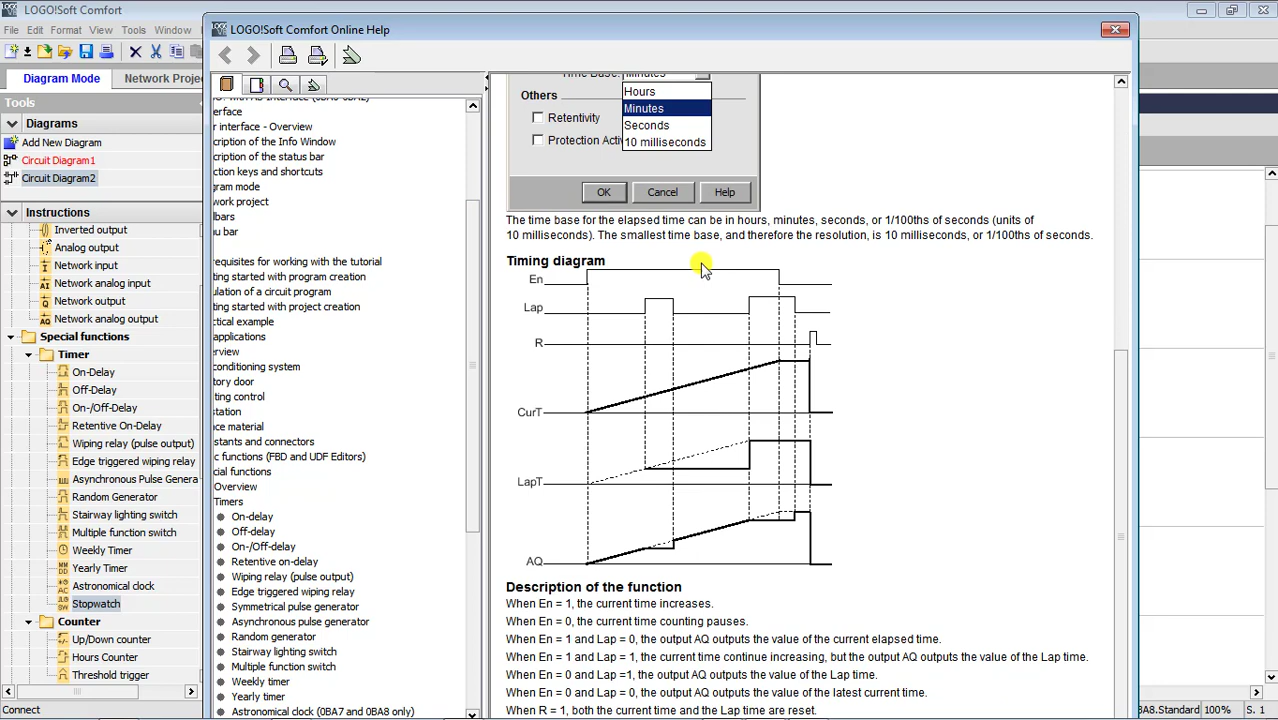 LOGO!Soft Comfort
File Edit Format View Tools Window
Diagram Mode Network Proje
Tools
Diagrams
Add New Diagram
Circuit Diagram1
Circuit Diagram2
Instructions
Inverted output
Analog output
Network input
Network analog input
Network output
Network analog output
Special functions
Timer
On-Delay
Off-Delay
On-/Off-Delay
Retentive On-Delay
Wiping relay (pulse output)
Edge triggered wiping relay
Asynchronous Pulse Genera
Random Generator
Stairway lighting switch
Multiple function switch
Weekly Timer
Yearly Timer
Astronomical clock
Stopwatch
Counter
Up/Down counter
Hours Counter
Threshold trigger
Connect
LOGO!Soft Comfort Online Help
erface
er interface - Overview
cription of the Info Window
cription of the status bar
ction keys and shortcuts
gram mode
work project
lbars
nu bar
requisites for working with the tutorial
ting started with program creation
ulation of a circuit program
ting started with project creation
ctical example
applications
erview
conditioning system
tory door
ting control
station
ace material
stants and connectors
ic functions (FBD and UDF Editors)
cial functions
Overview
Timers
On-delay
Off-delay
On-/Off-delay
Retentive on-delay
Wiping relay (pulse output)
Edge triggered wiping relay
Symmetrical pulse generator
Asynchronous pulse generator
Random generator
Stairway lighting switch
Multiple function switch
Weekly timer
Yearly timer
Astronomical clock (0BA7 and 0BA8 only)
Time Base: Minutes
Hours
Minutes
Seconds
10 milliseconds
Others
Retentivity
Protection Acti
OK Cancel Help
The time base for the elapsed time can be in hours, minutes, seconds, or 1/100ths of seconds (units of
10 milliseconds). The smallest time base, and therefore the resolution, is 10 milliseconds, or 1/100ths of seconds.
Timing diagram
En
Lap
R
CurT
LapT
AQ
Description of the function
When En = 1, the current time increases.
When En = 0, the current time counting pauses.
When En = 1 and Lap = 0, the output AQ outputs the value of the current elapsed time.
When En = 1 and Lap = 1, the current time continue increasing, but the output AQ outputs the value of the Lap time.
When En = 0 and Lap =1, the output AQ outputs the value of the Lap time.
When En = 0 and Lap = 0, the output AQ outputs the value of the latest current time.
When R = 1, both the current time and the Lap time are reset.
BA8.Standard 100% S. 1